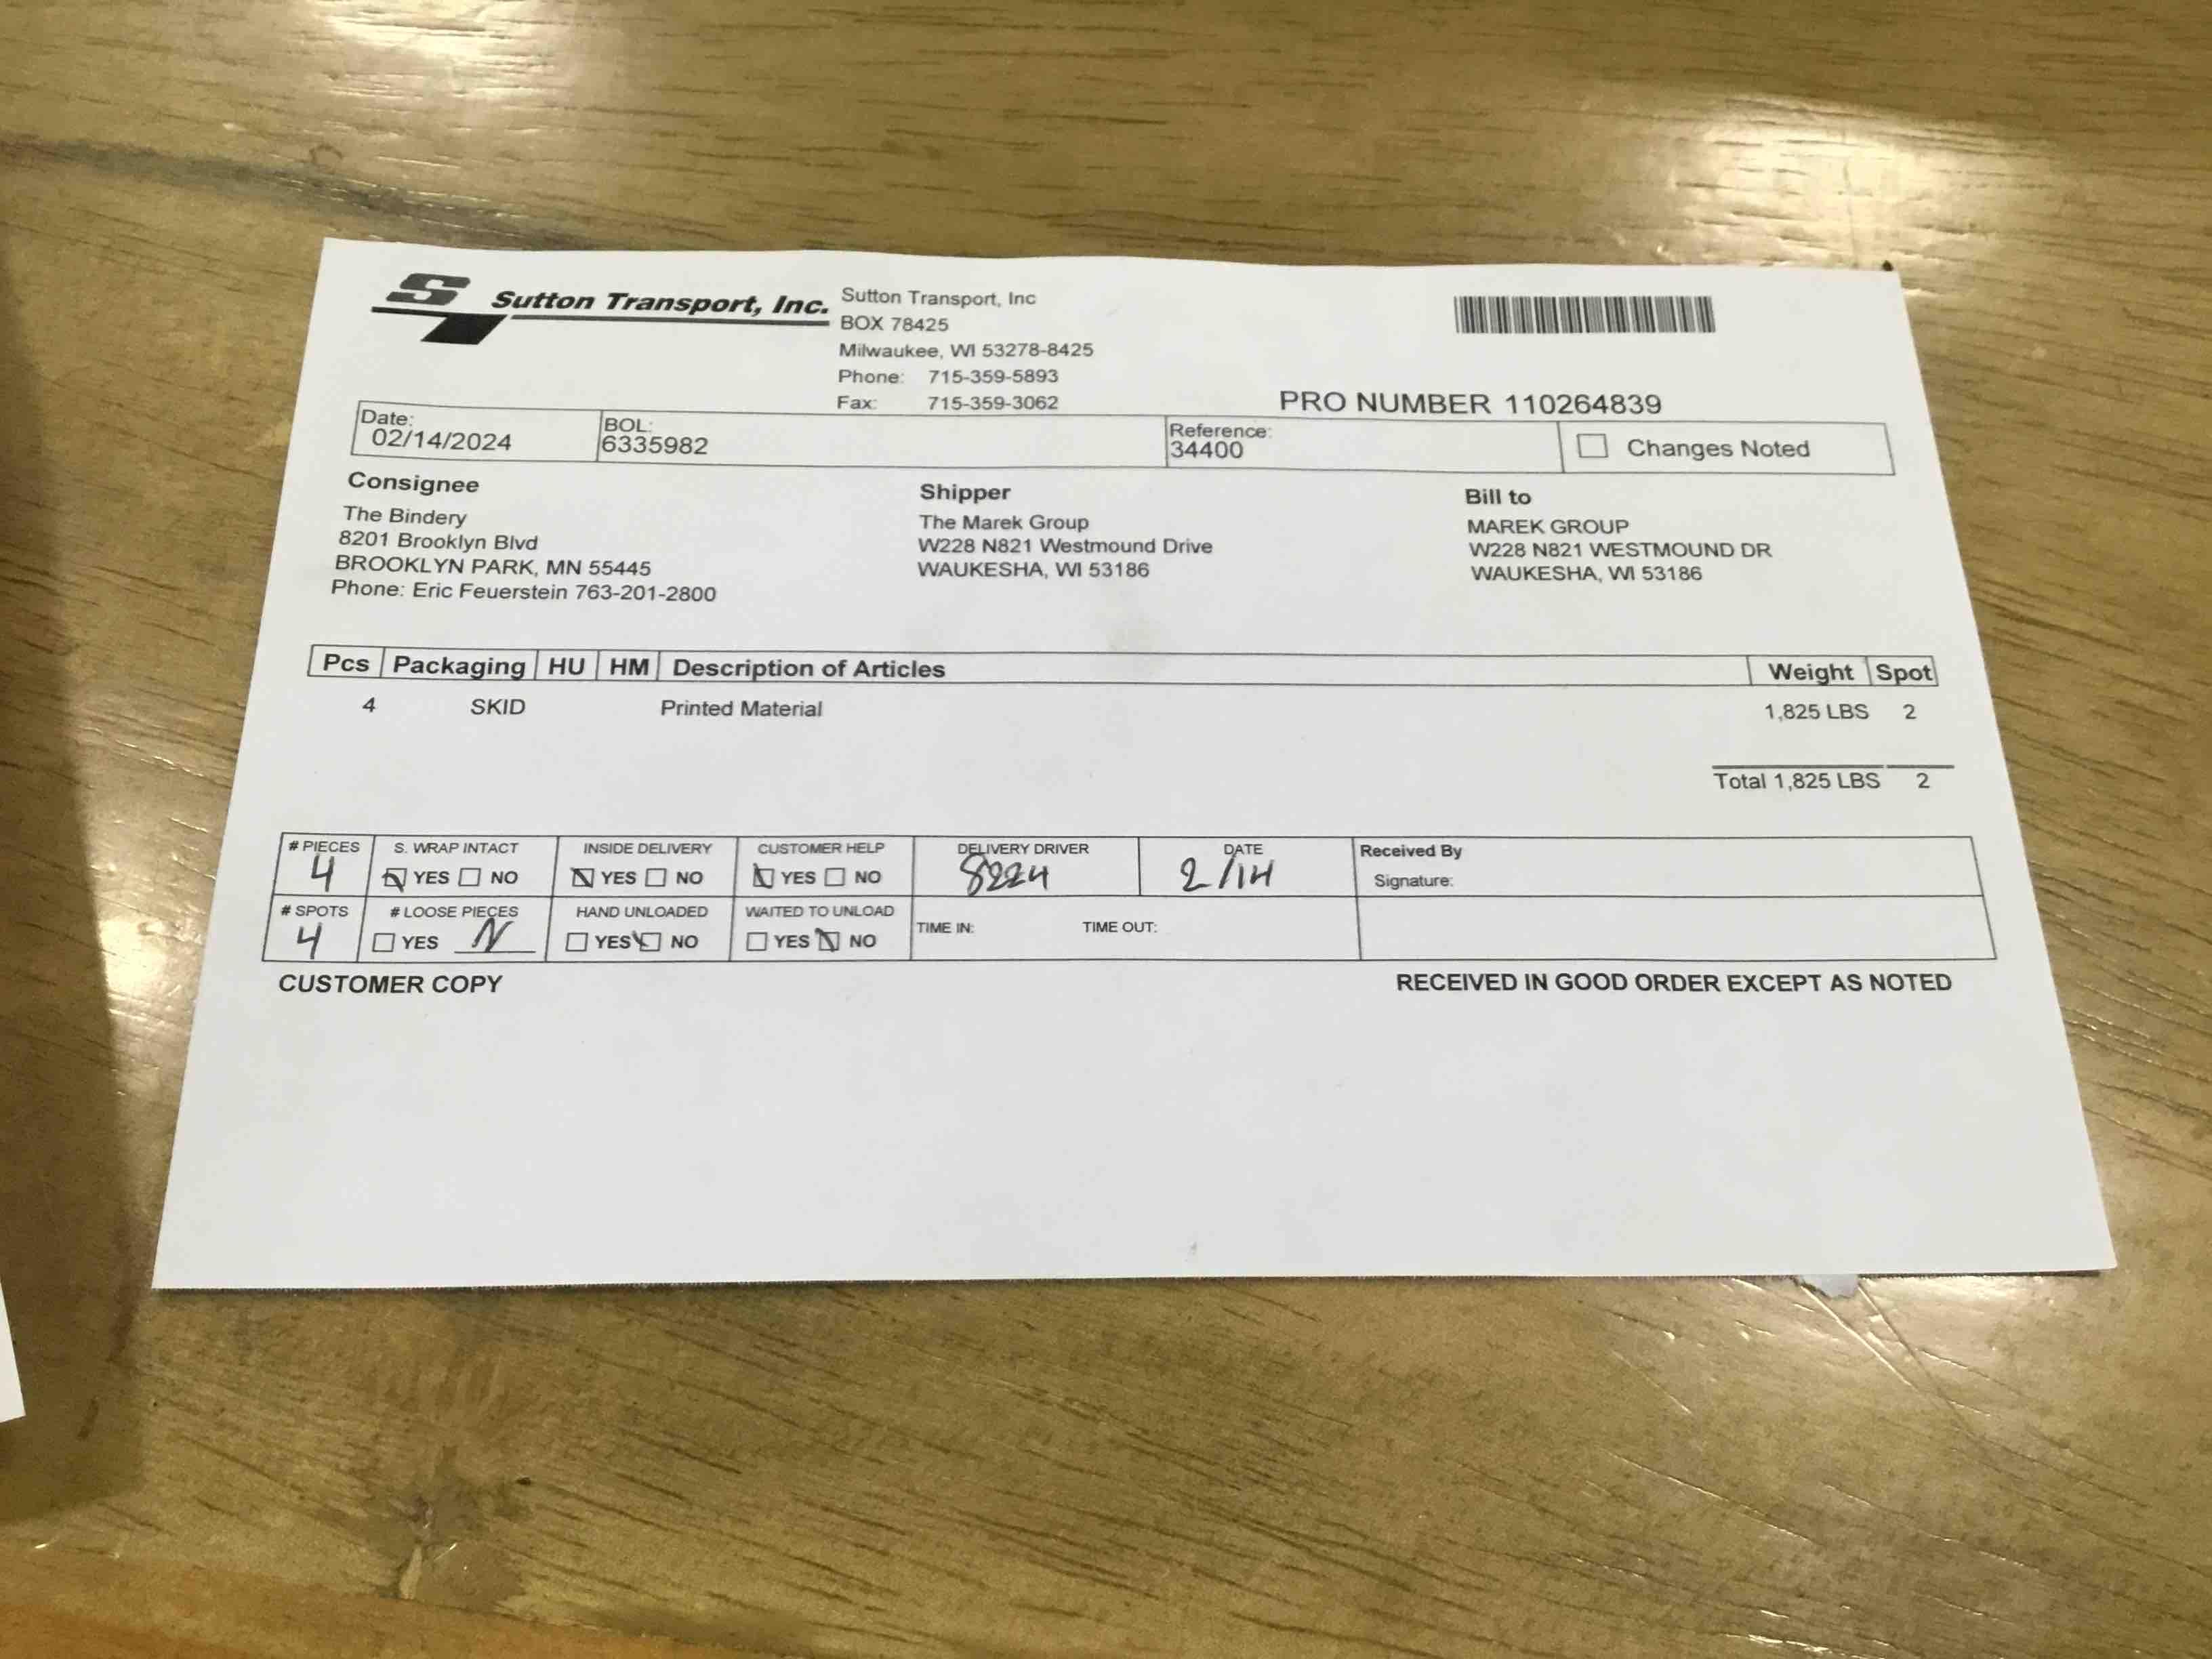 S
Sutton Transport, Inc.
Sutton Transport, Inc
BOX 78425
Milwaukee, WI 53278-8425
Phone: 715-359-5893
Fax: 715-359-3062
PRO NUMBER 110264839
Date:
02/14/2024
BOL:
6335982
Reference:
34400
Changes Noted
Consignee
The Bindery
8201 Brooklyn Blvd
BROOKLYN PARK, MN 55445
Phone: Eric Feuerstein 763-201-2800
Shipper
The Marek Group
W228 N821 Westmound Drive
WAUKESHA, WI 53186
Bill to
MAREK GROUP
W228 N821 WESTMOUND DR
WAUKESHA, WI 53186
Pcs Packaging HU HM Description of Articles Weight Spot
4 SKID Printed Material 1,825 LBS 2
Total 1,825 LBS 2
# PIECES
4
S. WRAP INTACT
YES NO
INSIDE DELIVERY
YES NO
CUSTOMER HELP
YES NO
DELIVERY DRIVER
8224
DATE
2/14
Received By
Signature:
# SPOTS
4
# LOOSE PIECES
YES N
HAND UNLOADED
YES NO
WAITED TO UNLOAD
YES NO
TIME IN: TIME OUT:
CUSTOMER COPY
RECEIVED IN GOOD ORDER EXCEPT AS NOTED